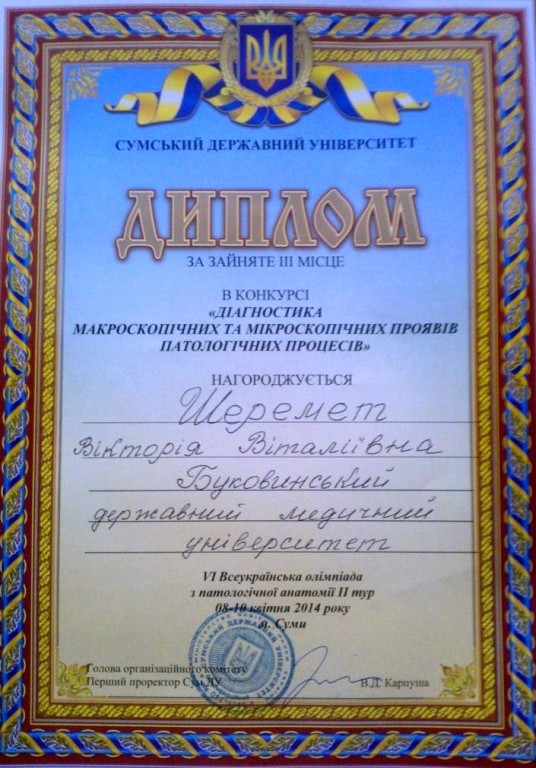 СУМСЬКИЙ ДЕРЖАВНИЙ УНІВЕРСИТЕТ
ДИПЛОМ
ЗА ЗАЙНЯТЕ III МІСЦЕ
В КОНКУРСІ
«ДІАГНОСТИКА
МАКРОСКОПІЧНИХ ТА МІКРОСКОПІЧНИХ ПРОЯВІВ
ПАТОЛОГІЧНИХ ПРОЦЕСІВ»
НАГОРОДЖУЄТЬСЯ
Шеремет
Вікторія Віталіївна
Буковинський
державний медичний
університет
VI Всеукраїнська олімпіада
з патологічної анатомії II тур
08-10 квітня 2014 року
м. Суми
Голова організаційного комітету
Перший проректор СумДУ В.Д. Карпуша